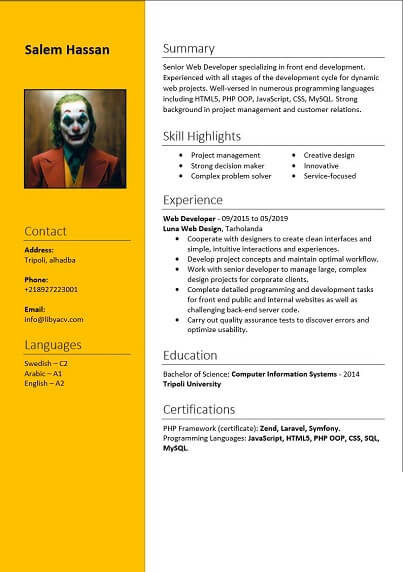 Salem Hassan
Contact
Address:
Tripoli, alhadba
Phone:
+218927223001
Email:
info@libyacv.com
Languages
Swedish – C2
Arabic – A1
English – A2
Summary
Senior Web Developer specializing in front end development.
Experienced with all stages of the development cycle for dynamic
web projects. Well-versed in numerous programming languages
including HTML5, PHP OOP, JavaScript, CSS, MySQL. Strong
background in project management and customer relations.
Skill Highlights
• Project management
• Strong decision maker
• Complex problem solver
• Creative design
• Innovative
• Service-focused
Experience
Web Developer - 09/2015 to 05/2019
Luna Web Design, Tarholanda
• Cooperate with designers to create clean interfaces and
simple, intuitive interactions and experiences.
• Develop project concepts and maintain optimal workflow.
• Work with senior developer to manage large, complex
design projects for corporate clients.
• Complete detailed programming and development tasks
for front end public and internal websites as well as
challenging back-end server code.
• Carry out quality assurance tests to discover errors and
optimize usability.
Education
Bachelor of Science: Computer Information Systems - 2014
Tripoli University
Certifications
PHP Framework (certificate): Zend, Laravel, Symfony.
Programming Languages: JavaScript, HTML5, PHP OOP, CSS, SQL,
MySQL.